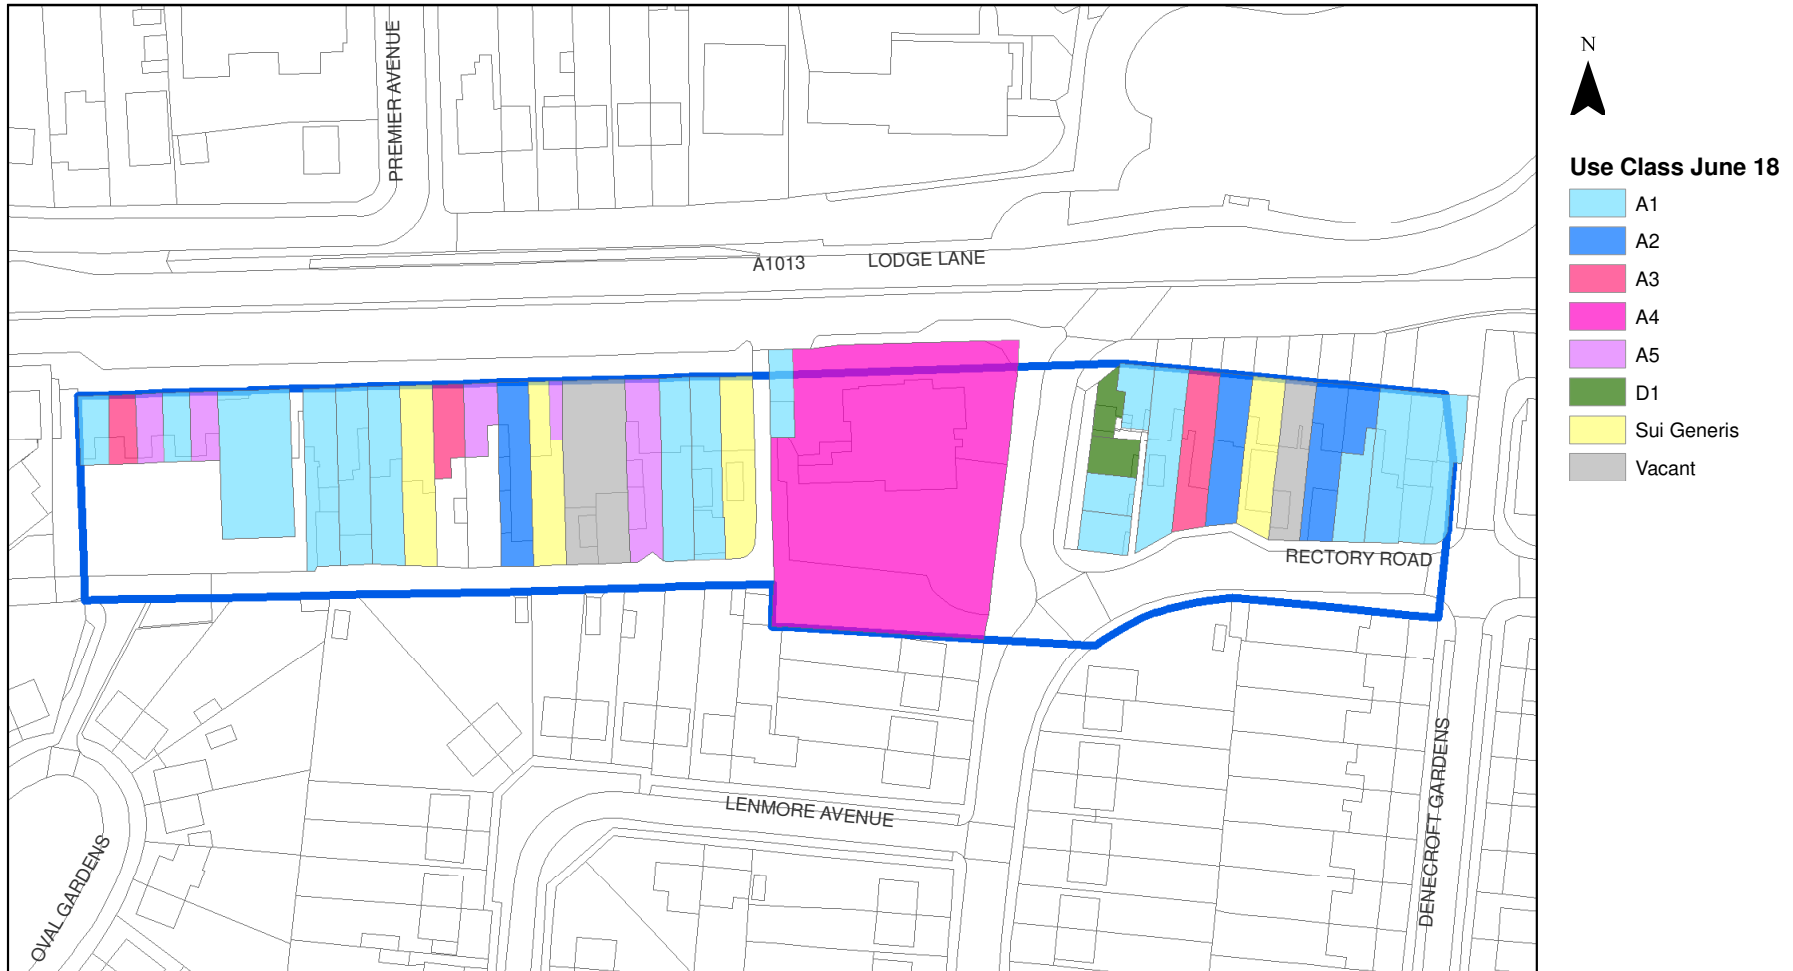 PREMIER AVENUE
N
Use Class June 18
A1
A2
A3
A4
A5
D1
Sui Generis
Vacant
A1013
LODGE LANE
RECTORY ROAD
LENMORE AVENUE
DENECROFT GARDENS
OVAL GARDENS